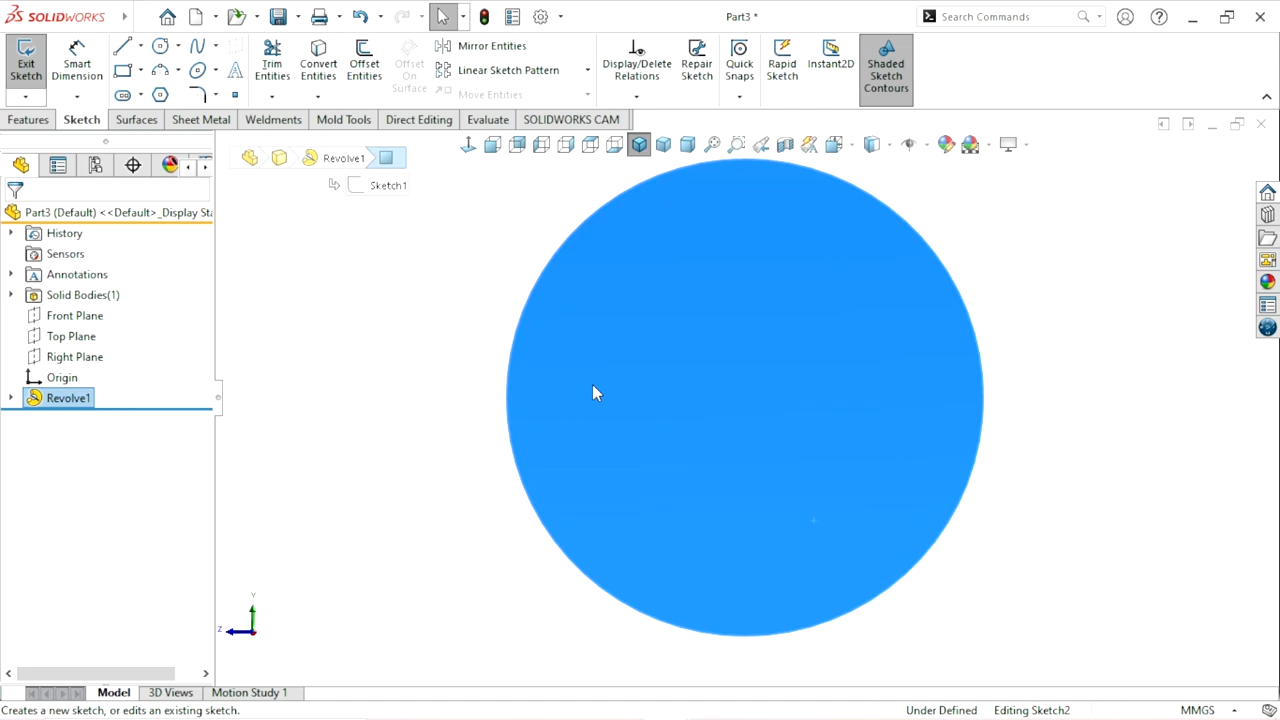 SOLIDWORKS
Part3 *
Search Commands
Exit Sketch
Smart Dimension
Trim Entities
Convert Entities
Offset Entities
Offset On Surface
Mirror Entities
Linear Sketch Pattern
Move Entities
Display/Delete Relations
Repair Sketch
Quick Snaps
Rapid Sketch
Instant2D
Shaded Sketch Contours
Features
Sketch
Surfaces
Sheet Metal
Weldments
Mold Tools
Direct Editing
Evaluate
SOLIDWORKS CAM
Revolve1
Sketch1
Part3 (Default) <<Default>_Display Sta
History
Sensors
Annotations
Solid Bodies(1)
Front Plane
Top Plane
Right Plane
Origin
Revolve1
Y
Z
Model
3D Views
Motion Study 1
Creates a new sketch, or edits an existing sketch.
Under Defined
Editing Sketch2
MMGS